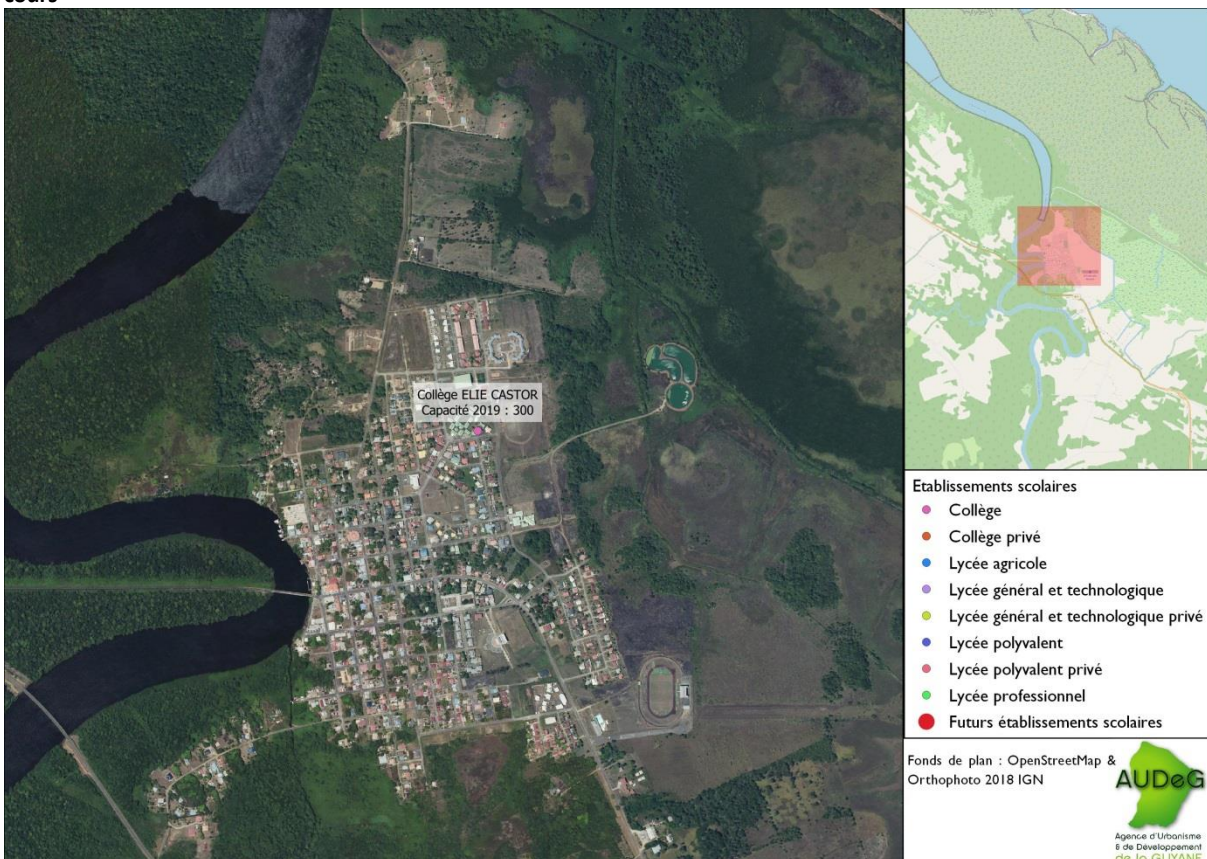 cours
Collège ELIE CASTOR
Capacité 2019 : 300
Etablissements scolaires
Collège
Collège privé
Lycée agricole
Lycée général et technologique
Lycée général et technologique privé
Lycée polyvalent
Lycée polyvalent privé
Lycée professionnel
Futurs établissements scolaires
Fonds de plan : OpenStreetMap &
Orthophoto 2018 IGN
AUDeG
Agence d'Urbanisme
& de Développement
de la GUYANE